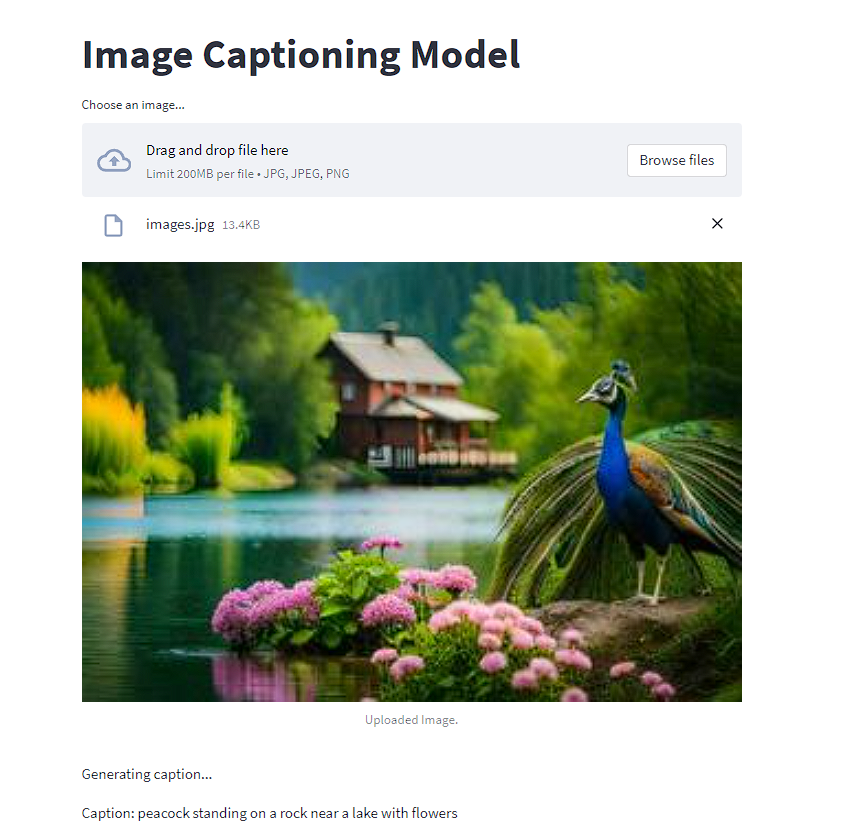 Image Captioning Model
Choose an image...
Drag and drop file here
Limit 200MB per file • JPG, JPEG, PNG
Browse files
images.jpg 13.4KB
Uploaded Image.
Generating caption...
Caption: peacock standing on a rock near a lake with flowers